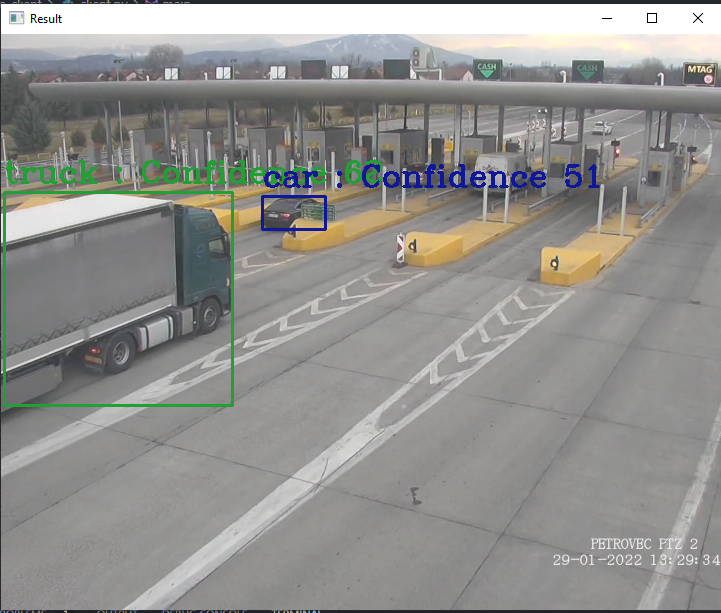 Result
CASH
CASH
MTAG
truck : Confidence 6
car : Confidence 51
PETROVEC PTZ 2
29-01-2022 13:29:34
TERMINAL